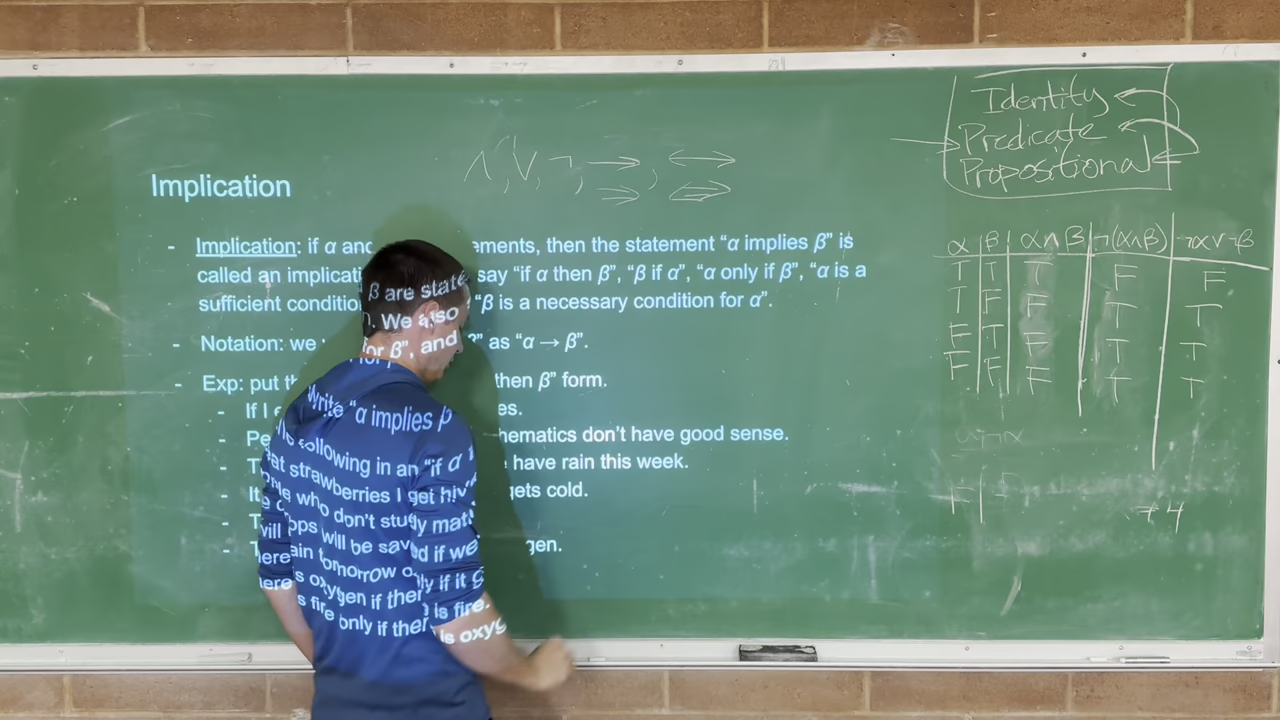 Identity
Predicate
Propositional
∧, ∨, ¬, →, ↔
⇒ ⇔
Implication
- Implication: if α and β are statements, then the statement “α implies β” is
called an implication. We also say “if α then β”, “β if α”, “α only if β”, “α is a
sufficient condition for β”, and “β is a necessary condition for α”.
- Notation: we write “α implies β” as “α → β”.
- Exp: put the following in an “if α then β” form.
- If I eat strawberries I get hives.
- People who don’t study mathematics don’t have good sense.
- The crops will be saved if we have rain this week.
- It will rain tomorrow only if it gets cold.
- There is oxygen if there is fire.
- There is fire only if there is oxygen.
α β α∧β ¬(α∧β) ¬α∨¬β
T T T F F
T F F T T
F T F T T
F F F T T
≠ 4